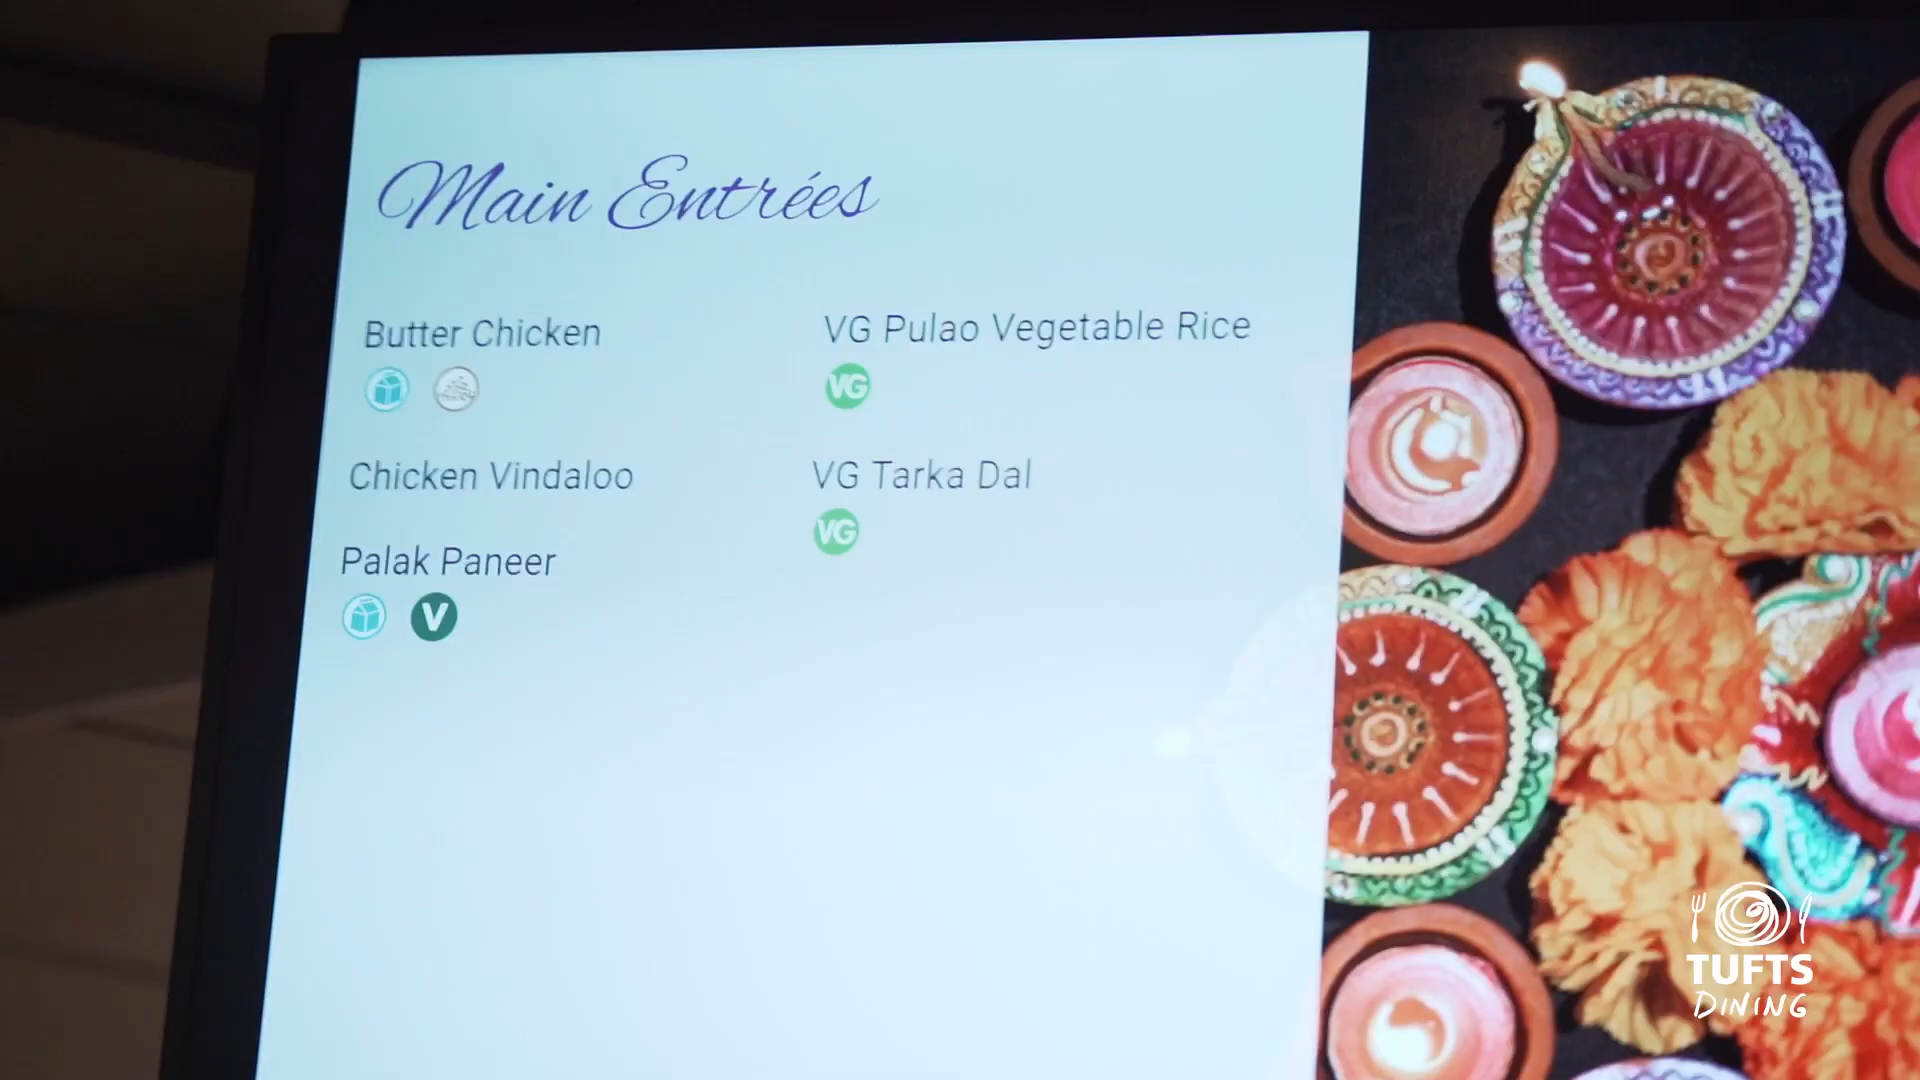 Main Entrées
Butter Chicken
Chicken Vindaloo
Palak Paneer
V
VG Pulao Vegetable Rice
VG
VG Tarka Dal
VG
TUFTS
DINING